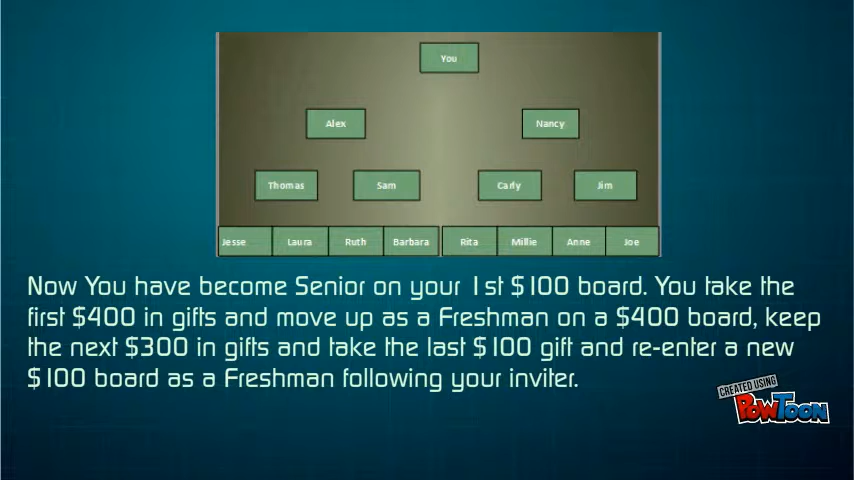 You
Alex Nancy
Thomas Sam Carly Jim
Jesse Laura Ruth Barbara Rita Millie Anne Joe
Now You have become Senior on your 1st $100 board. You take the
first $400 in gifts and move up as a Freshman on a $400 board, keep
the next $300 in gifts and take the last $100 gift and re-enter a new
$100 board as a Freshman following your inviter.
CREATED USING
POWTOON